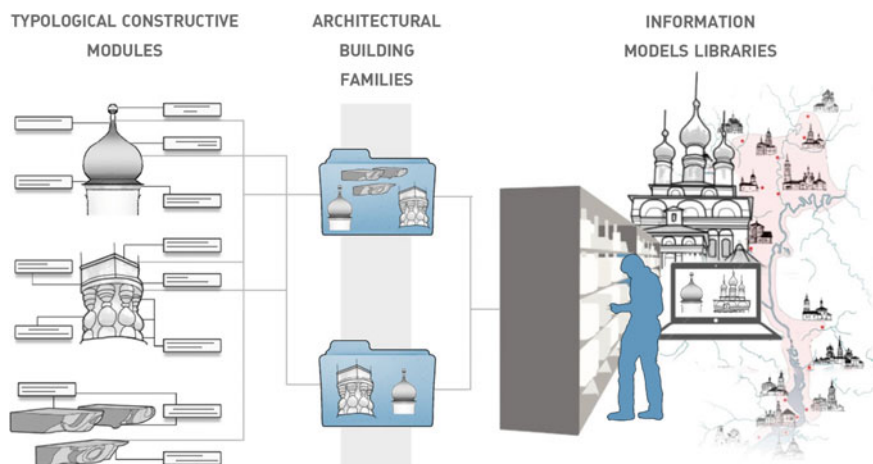 TYPOLOGICAL CONSTRUCTIVE
MODULES
ARCHITECTURAL
BUILDING
FAMILIES
INFORMATION
MODELS LIBRARIES